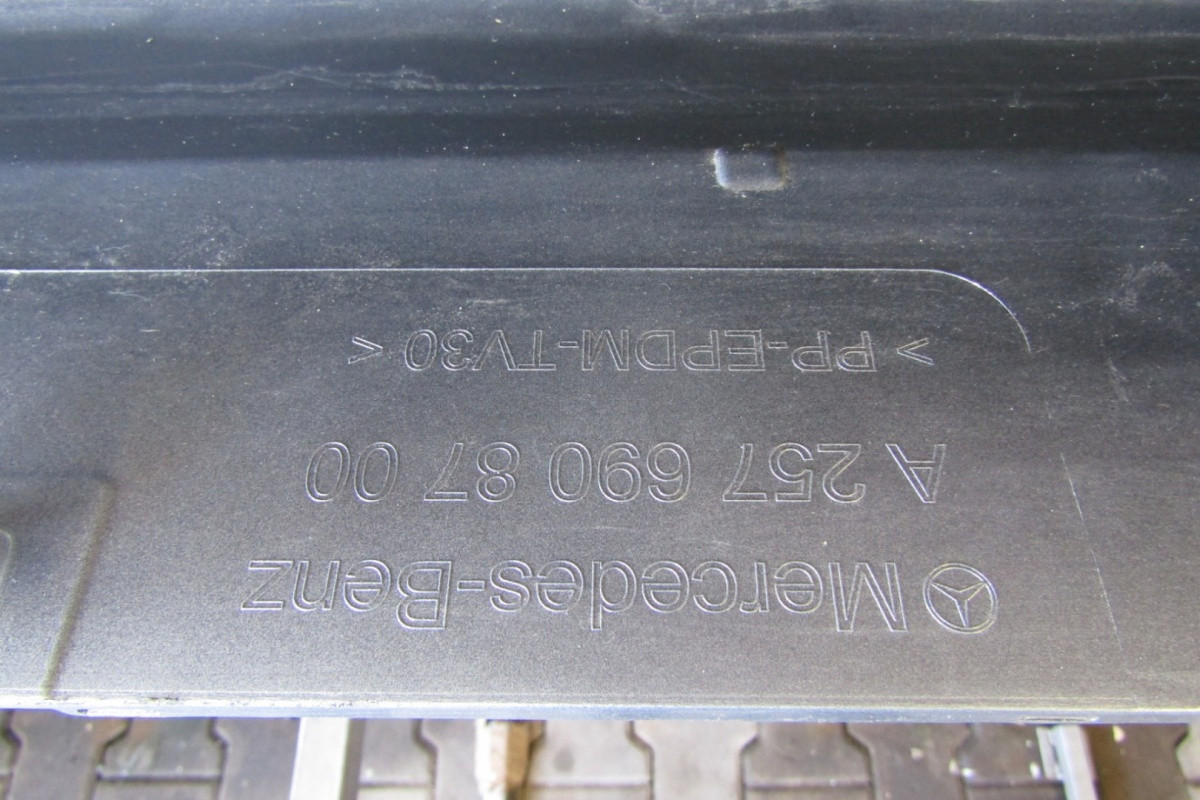 Mercedes-Benz
A 257 690 87 00
> PP-EPDM-TV30 <